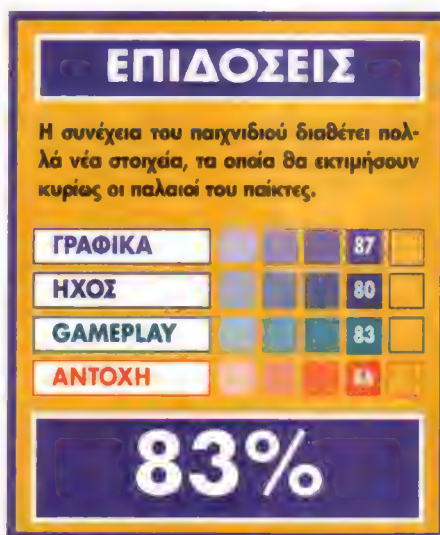 ΕΠΙΔΟΣΕΙΣ
Η συνέχεια του παιχνιδιού διαθέτει πολ-
λά νέα στοιχεία, τα οποία θα εκτιμήσουν
κυρίως οι παλαιοί του παίκτες.
ΓΡΑΦΙΚΑ 87
ΗΧΟΣ 80
GAMEPLAY 83
ΑΝΤΟΧΗ
83%